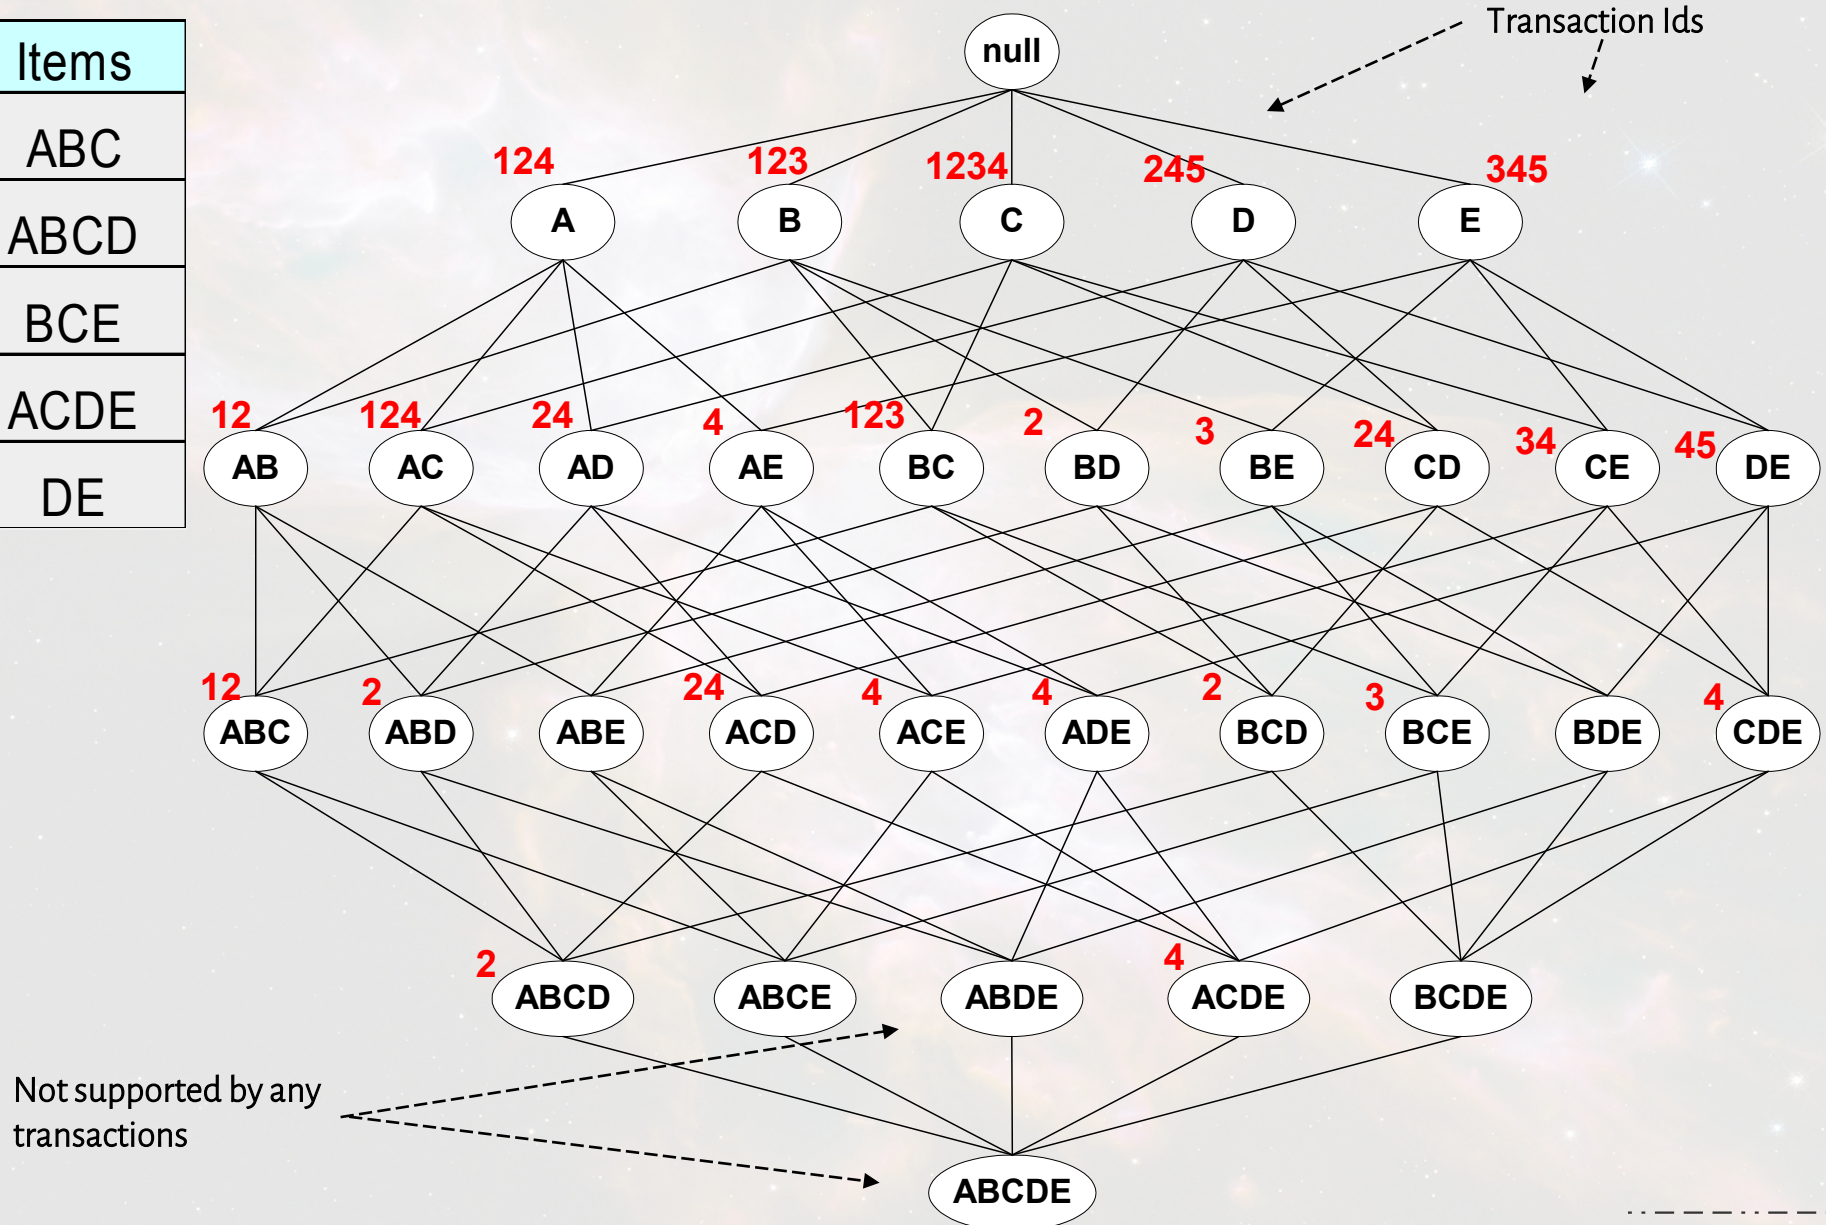 Items
ABC
ABCD
BCE
ACDE
DE
Transaction Ids
null
124 123 1234 245 345
A B C D E
12 124 24 4 123 2 3 24 34 45
AB AC AD AE BC BD BE CD CE DE
12 2 24 4 4 2 3 4
ABC ABD ABE ACD ACE ADE BCD BCE BDE CDE
2 4
ABCD ABCE ABDE ACDE BCDE
Not supported by any
transactions
ABCDE